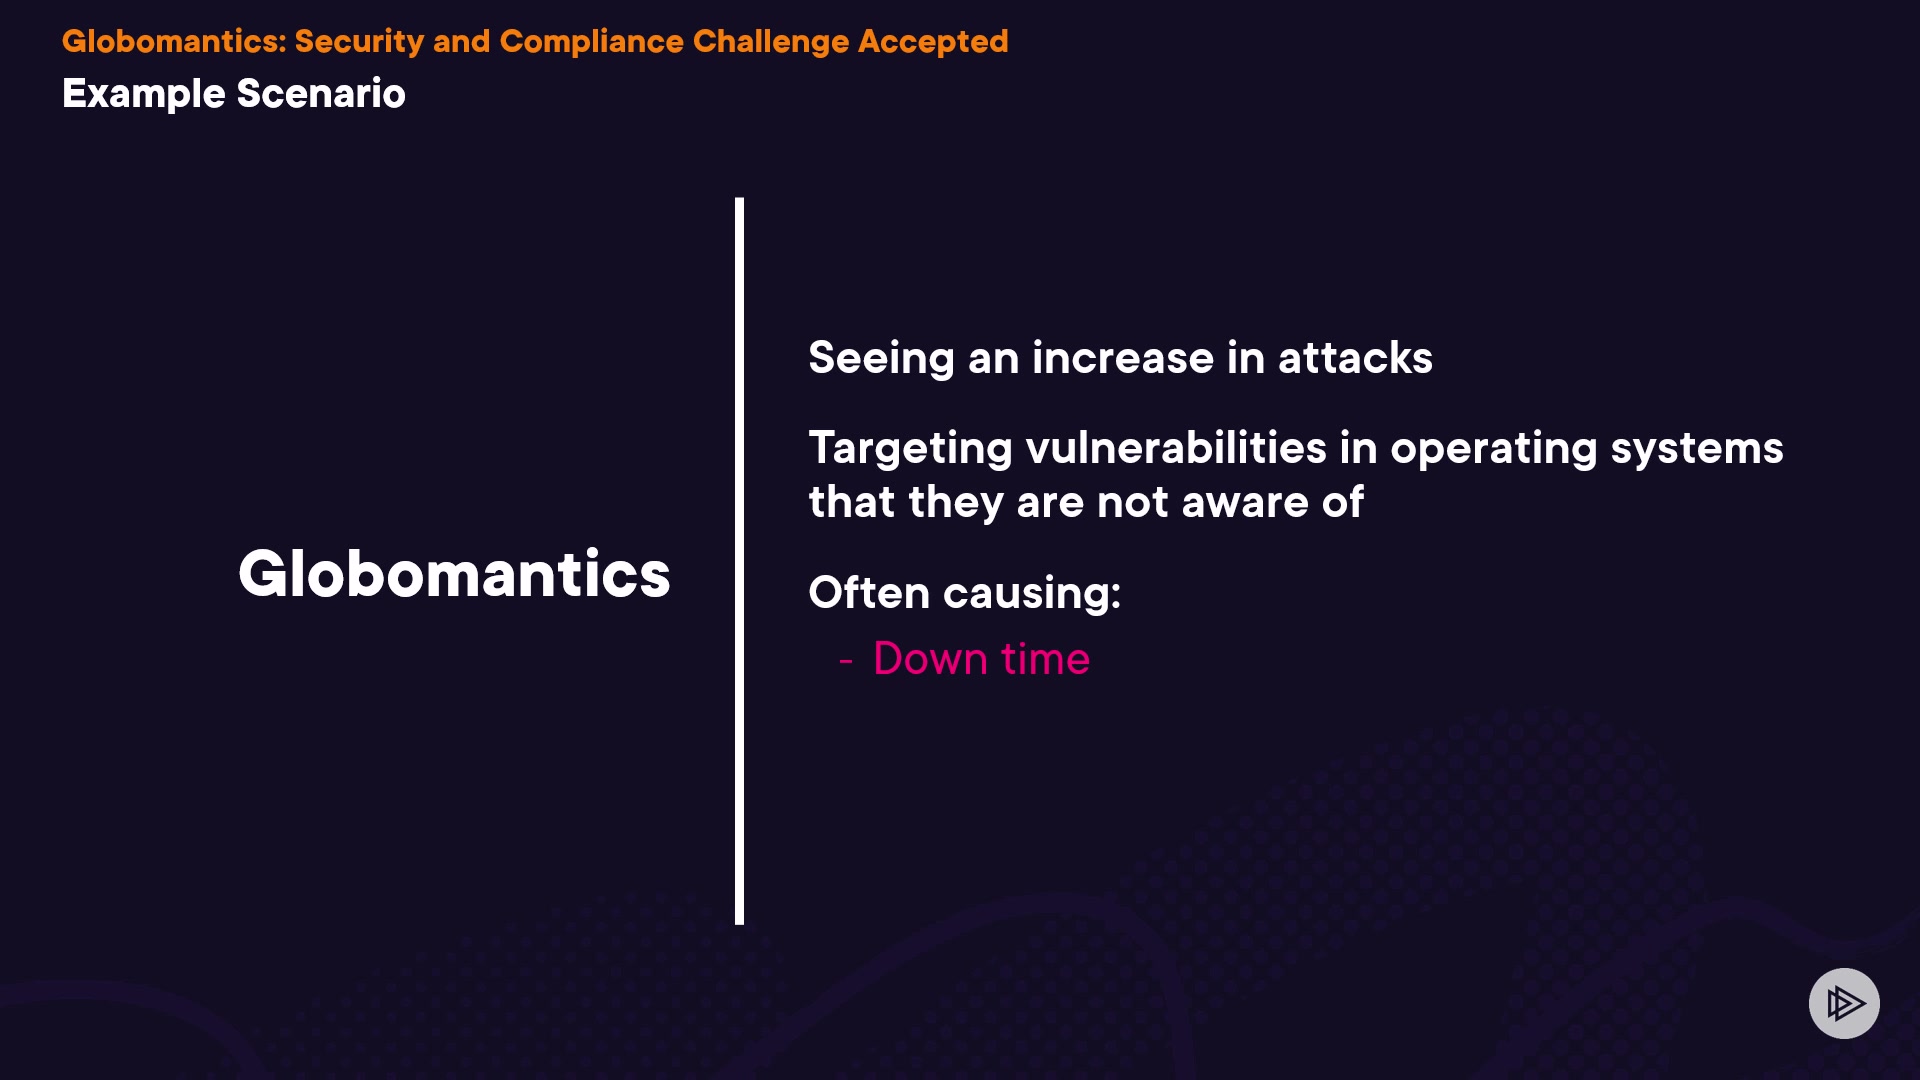 Globomantics: Security and Compliance Challenge Accepted
Example Scenario
Globomantics
Seeing an increase in attacks
Targeting vulnerabilities in operating systems
that they are not aware of
Often causing:
- Down time